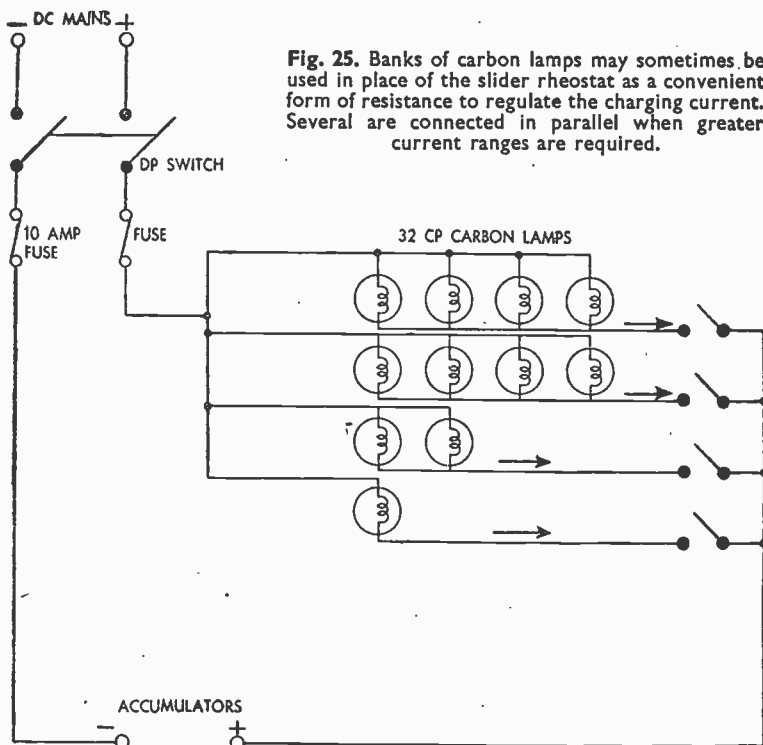 — DC MAINS +
Fig. 25. Banks of carbon lamps may sometimes be
used in place of the slider rheostat as a convenient
form of resistance to regulate the charging current.
Several are connected in parallel when greater
current ranges are required.
DP SWITCH
10 AMP
FUSE
FUSE
32 CP CARBON LAMPS
ACCUMULATORS
— +